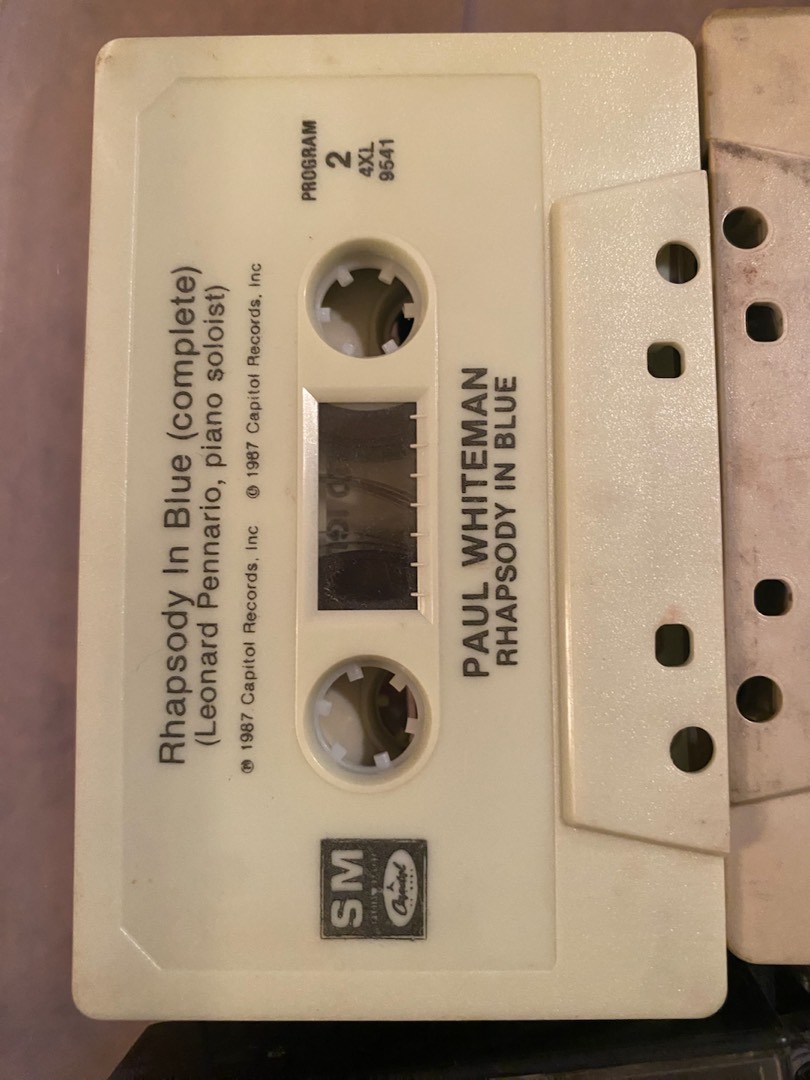 Rhapsody In Blue (complete)
(Leonard Pennario, piano soloist)
℗ 1987 Capitol Records, Inc © 1987 Capitol Records, Inc
PROGRAM
2
4XL
9541
SM
Capitol
PAUL WHITEMAN
RHAPSODY IN BLUE